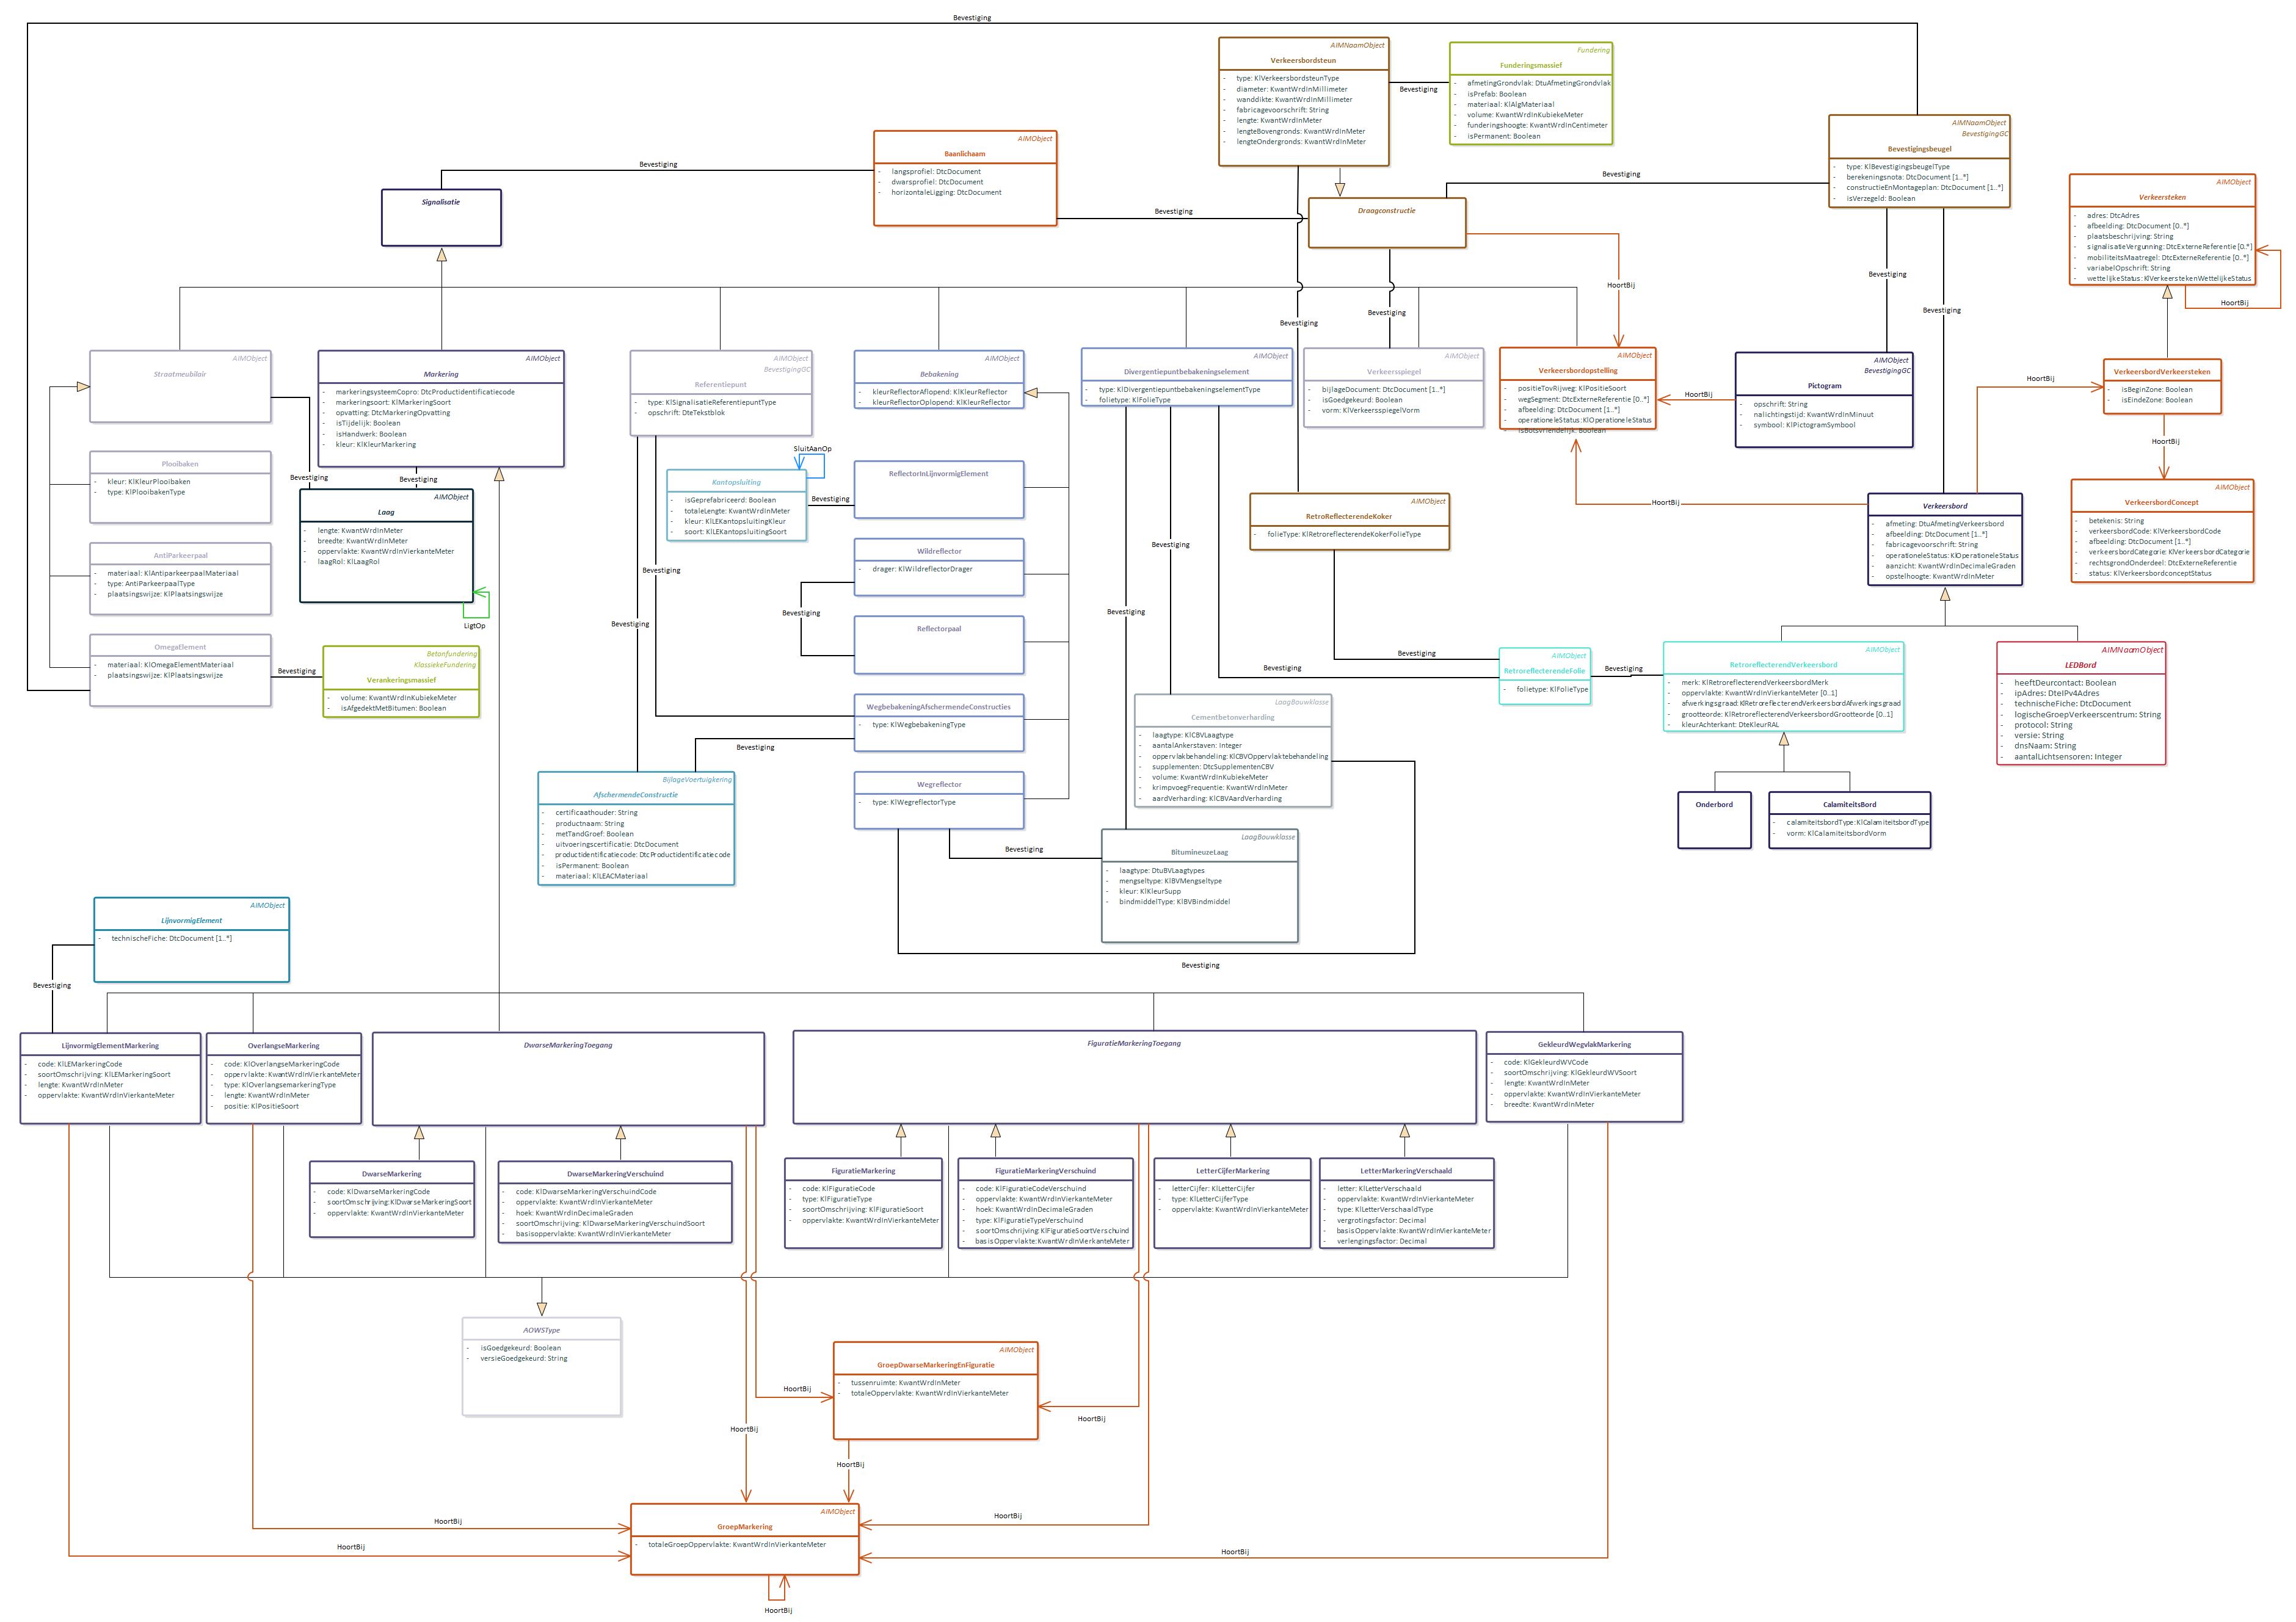 Bevestiging
AIMNaamObject
Verkeersbordsteun
- type: KlVerkeersbordsteunType
- diameter: KwantWrdInMillimeter
- wanddikte: KwantWrdInMillimeter
- fabricagevoorschrift: String
- lengte: KwantWrdInMeter
- lengteBovengronds: KwantWrdInMeter
- lengteOndergronds: KwantWrdInMeter
Bevestiging
Fundering
Funderingsmassief
- afmetingGrondvlak: DtuAfmetingGrondvlak
- isPrefab: Boolean
- materiaal: KlAlgMateriaal
- volume: KwantWrdInKubiekeMeter
- funderingshoogte: KwantWrdInCentimeter
- isPermanent: Boolean
AIMNaamObject
BevestigingGC
Bevestigingsbeugel
- type: KlBevestigingsbeugelType
- berekeningsnota: DtcDocument [1..*]
- constructieEnMontageplan: DtcDocument [1..*]
- isVerzegeld: Boolean
AIMObject
Baanlichaam
- langsprofiel: DtcDocument
- dwarsprofiel: DtcDocument
- horizontaleLigging: DtcDocument
Bevestiging
Bevestiging
Bevestiging
Signalisatie
Draagconstructie
AIMObject
Verkeersteken
- adres: DtcAdres
- afbeelding: DtcDocument [0..*]
- plaatsbeschrijving: String
- signalisatieVergunning: DtcExterneReferentie [0..*]
- mobiliteitsMaatregel: DtcExterneReferentie [0..*]
- variabelOpschrift: String
- wettelijkeStatus: KlVerkeerstekenWettelijkeStatus
HoortBij
HoortBij
Bevestiging
Bevestiging
Bevestiging
Bevestiging
AIMObject
Straatmeubilair
AIMObject
Markering
- markeringsysteemCopro: DtcProductidentificatiecode
- markeringsoort: KlMarkeringSoort
- opvatting: DtcMarkeringOpvatting
- isTijdelijk: Boolean
- isHandwerk: Boolean
- kleur: KlKleurMarkering
AIMObject
BevestigingGC
Referentiepunt
- type: KlSignalisatieReferentiepuntType
- opschrift: DteTekstblok
AIMObject
Bebakening
- kleurReflectorAflopend: KlKleurReflector
- kleurReflectorOplopend: KlKleurReflector
AIMObject
Divergentiepuntbebakeningselement
- type: KlDivergentiepuntbebakeningselementType
- folietype: KlFolieType
AIMObject
Verkeersspiegel
- bijlageDocument: DtcDocument [1..*]
- isGoedgekeurd: Boolean
- vorm: KlVerkeersspiegelVorm
AIMObject
Verkeersbordopstelling
- positieTovRijweg: KlPositieSoort
- wegSegment: DtcExterneReferentie [0..*]
- afbeelding: DtcDocument [1..*]
- operationeleStatus: KlOperationeleStatus
- isBotsvriendelijk: Boolean
HoortBij
AIMObject
BevestigingGC
Pictogram
- opschrift: String
- nalichtingstijd: KwantWrdInMinuut
- symbool: KlPictogramSymbool
HoortBij
AIMObject
VerkeersbordVerkeersteken
- isBeginZone: Boolean
- isEindeZone: Boolean
HoortBij
AIMObject
VerkeersbordConcept
- betekenis: String
- verkeersbordCode: KlVerkeersbordCode
- afbeelding: DtcDocument [1..*]
- verkeersbordCategorie: KlVerkeersbordCategorie
- rechtsgrondOnderdeel: DtcExterneReferentie
- status: KlVerkeersbordconceptStatus
Plooibaken
- kleur: KlKleurPlooibaken
- type: KlPlooibakenType
Bevestiging
Bevestiging
AIMObject
Laag
- lengte: KwantWrdInMeter
- breedte: KwantWrdInMeter
- oppervlakte: KwantWrdInVierkanteMeter
- laagRol: KlLaagRol
LigtOp
SluitAanOp
Kantopsluiting
- isGeprefabriceerd: Boolean
- totaleLengte: KwantWrdInMeter
- kleur: KlLEKantopsluitingKleur
- soort: KlLEKantopsluitingSoort
Bevestiging
ReflectorInLijnvormigElement
AIMObject
RetroReflecterendeKoker
- folieType: KlRetroreflecterendeKokerFolieType
HoortBij
Verkeersbord
- afmeting: DtuAfmetingVerkeersbord
- afbeelding: DtcDocument [1..*]
- fabricagevoorschrift: String
- operationeleStatus: KlOperationeleStatus
- aanzicht: KwantWrdInDecimaleGraden
- opstelhoogte: KwantWrdInMeter
AntiParkeerpaal
- materiaal: KlAntiparkeerpaalMateriaal
- type: AntiParkeerpaalType
- plaatsingswijze: KlPlaatsingswijze
Bevestiging
Bevestiging
Wildreflector
- drager: KlWildreflectorDrager
Bevestiging
Reflectorpaal
Bevestiging
Bevestiging
OmegaElement
- materiaal: KlOmegaElementMateriaal
- plaatsingswijze: KlPlaatsingswijze
Bevestiging
Betonfundering
KlassiekeFundering
Verankeringsmassief
- volume: KwantWrdInKubiekeMeter
- isAfgedektMetBitumen: Boolean
Bevestiging
Bevestiging
AIMObject
RetroreflecterendeFolie
- folietype: KlFolieType
Bevestiging
AIMObject
RetroreflecterendVerkeersbord
- merk: KlRetroreflecterendVerkeersbordMerk
- oppervlakte: KwantWrdInVierkanteMeter [0..1]
- afwerkingsgraad: KlRetroreflecterendVerkeersbordAfwerkingsgraad
- grootteorde: KlRetroreflecterendVerkeersbordGrootteorde [0..1]
- kleurAchterkant: DteKleurRAL
AIMNaamObject
LEDBord
- heeftDeurcontact: Boolean
- ipAdres: DteIPv4Adres
- technischeFiche: DtcDocument
- logischeGroepVerkeerscentrum: String
- protocol: String
- versie: String
- dnsNaam: String
- aantalLichtsensoren: Integer
WegbebakeningAfschermendeConstructies
- type: KlWegbebakeningType
Bevestiging
LaagBouwklasse
Cementbetonverharding
- laagtype: KlCBVLaagtype
- aantalAnkerstaven: Integer
- oppervlakbehandeling: KlCBVOppervlaktebehandeling
- supplementen: DtcSupplementenCBV
- volume: KwantWrdInKubiekeMeter
- krimpvoegFrequentie: KwantWrdInMeter
- aardVerharding: KlCBVAardVerharding
BijlageVoertuigkering
AfschermendeConstructie
- certificaathouder: String
- productnaam: String
- metTandGroef: Boolean
- uitvoeringscertificatie: DtcDocument
- productidentificatiecode: DtcProductidentificatiecode
- isPermanent: Boolean
- materiaal: KlLEACMateriaal
Wegreflector
- type: KlWegreflectorType
Bevestiging
LaagBouwklasse
BitumineuzeLaag
- laagtype: DtuBVLaagtypes
- mengseltype: KlBVMengseltype
- kleur: KlKleurSupp
- bindmiddelType: KlBVBindmiddel
Bevestiging
Onderbord
CalamiteitsBord
- calamiteitsbordType:KlCalamiteitsbordType
- vorm: KlCalamiteitsbordVorm
AIMObject
LijnvormigElement
- technischeFiche: DtcDocument [1..*]
Bevestiging
LijnvormigElementMarkering
- code: KlLEMarkeringCode
- soortOmschrijving: KlLEMarkeringSoort
- lengte: KwantWrdInMeter
- oppervlakte: KwantWrdInVierkanteMeter
OverlangseMarkering
- code: KlOverlangseMarkeringCode
- oppervlakte: KwantWrdInVierkanteMeter
- type: KlOverlangsemarkeringType
- lengte: KwantWrdInMeter
- positie: KlPositieSoort
DwarseMarkeringToegang
FiguratieMarkeringToegang
GekleurdWegvlakMarkering
- code: KlGekleurdWVCode
- soortOmschrijving: KlGekleurdWVSoort
- lengte: KwantWrdInMeter
- oppervlakte: KwantWrdInVierkanteMeter
- breedte: KwantWrdInMeter
DwarseMarkering
- code: KlDwarseMarkeringCode
- soortOmschrijving: KlDwarseMarkeringSoort
- oppervlakte: KwantWrdInVierkanteMeter
DwarseMarkeringVerschuind
- code: KlDwarseMarkeringVerschuindCode
- oppervlakte: KwantWrdInVierkanteMeter
- hoek: KwantWrdInDecimaleGraden
- soortOmschrijving: KlDwarseMarkeringVerschuindSoort
- basisoppervlakte: KwantWrdInVierkanteMeter
FiguratieMarkering
- code: KlFiguratieCode
- type: KlFiguratieType
- soortOmschrijving: KlFiguratieSoort
- oppervlakte: KwantWrdInVierkanteMeter
FiguratieMarkeringVerschuind
- code: KlFiguratieCodeVerschuind
- oppervlakte: KwantWrdInVierkanteMeter
- hoek: KwantWrdInDecimaleGraden
- type: KlFiguratieTypeVerschuind
- soortOmschrijving: KlFiguratieSoortVerschuind
- basisOppervlakte: KwantWrdInVierkanteMeter
LetterCijferMarkering
- letterCijfer: KlLetterCijfer
- type: KlLetterCijferType
- oppervlakte: KwantWrdInVierkanteMeter
LetterMarkeringVerschaald
- letter: KlLetterVerschaald
- oppervlakte: KwantWrdInVierkanteMeter
- type: KlLetterVerschaaldType
- vergrotingsfactor: Decimal
- basisOppervlakte: KwantWrdInVierkanteMeter
- verlengingsfactor: Decimal
AOWSType
- isGoedgekeurd: Boolean
- versieGoedgekeurd: String
AIMObject
GroepDwarseMarkeringEnFiguratie
- tussenruimte: KwantWrdInMeter
- totaleOppervlakte: KwantWrdInVierkanteMeter
HoortBij
HoortBij
HoortBij
HoortBij
AIMObject
GroepMarkering
- totaleGroepOppervlakte: KwantWrdInVierkanteMeter
HoortBij
HoortBij
HoortBij
HoortBij
HoortBij